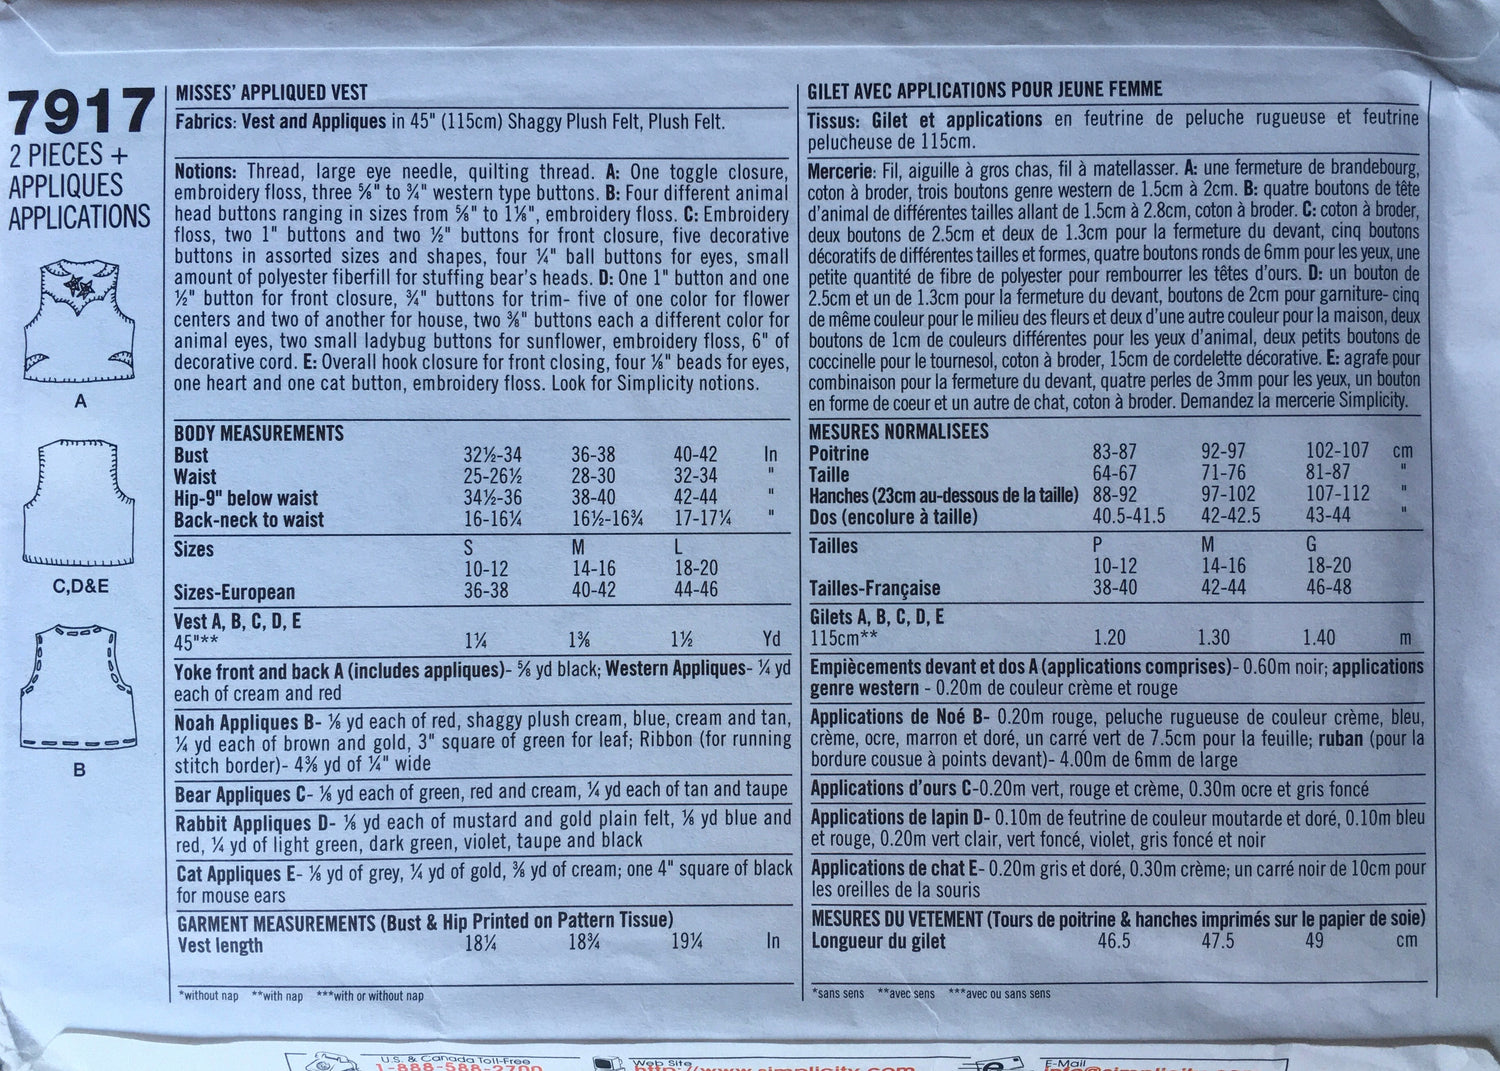 7917
2 PIECES +
APPLIQUES
APPLICATIONS
A
C,D&E
B
MISSES' APPLIQUED VEST
Fabrics: Vest and Appliques in 45" (115cm) Shaggy Plush Felt, Plush Felt.
Notions: Thread, large eye needle, quilting thread. A: One toggle closure,
embroidery floss, three ⅝" to ¾" western type buttons. B: Four different animal
head buttons ranging in sizes from ⅝" to 1⅛", embroidery floss. C: Embroidery
floss, two 1" buttons and two ½" buttons for front closure, five decorative
buttons in assorted sizes and shapes, four ¼" ball buttons for eyes, small
amount of polyester fiberfill for stuffing bear's heads. D: One 1" button and one
½" button for front closure, ¾" buttons for trim- five of one color for flower
centers and two of another for house, two ⅜" buttons each a different color for
animal eyes, two small ladybug buttons for sunflower, embroidery floss, 6" of
decorative cord. E: Overall hook closure for front closing, four ⅛" beads for eyes,
one heart and one cat button, embroidery floss. Look for Simplicity notions.
BODY MEASUREMENTS
Bust 32½-34 36-38 40-42 In
Waist 25-26½ 28-30 32-34 "
Hip-9" below waist 34½-36 38-40 42-44 "
Back-neck to waist 16-16¼ 16½-16¾ 17-17¼ "
Sizes S M L
10-12 14-16 18-20
Sizes-European 36-38 40-42 44-46
Vest A, B, C, D, E
45"** 1¼ 1⅜ 1½ Yd
Yoke front and back A (includes appliques)- ⅝ yd black; Western Appliques- ¼ yd
each of cream and red
Noah Appliques B- ⅛ yd each of red, shaggy plush cream, blue, cream and tan,
¼ yd each of brown and gold, 3" square of green for leaf; Ribbon (for running
stitch border)- 4⅜ yd of ¼" wide
Bear Appliques C- ⅛ yd each of green, red and cream, ¼ yd each of tan and taupe
Rabbit Appliques D- ⅛ yd each of mustard and gold plain felt, ⅛ yd blue and
red, ¼ yd of light green, dark green, violet, taupe and black
Cat Appliques E- ⅛ yd of grey, ¼ yd of gold, ⅜ yd of cream; one 4" square of black
for mouse ears
GARMENT MEASUREMENTS (Bust & Hip Printed on Pattern Tissue)
Vest length 18¼ 18¾ 19¼ In
*without nap **with nap ***with or without nap
GILET AVEC APPLICATIONS POUR JEUNE FEMME
Tissus: Gilet et applications en feutrine de peluche rugueuse et feutrine
pelucheuse de 115cm.
Mercerie: Fil, aiguille à gros chas, fil à matellasser. A: une fermeture de brandebourg,
coton à broder, trois boutons genre western de 1.5cm à 2cm. B: quatre boutons de tête
d'animal de différentes tailles allant de 1.5cm à 2.8cm, coton à broder. C: coton à broder,
deux boutons de 2.5cm et deux de 1.3cm pour la fermeture du devant, cinq boutons
décoratifs de différentes tailles et formes, quatre boutons ronds de 6mm pour les yeux, une
petite quantité de fibre de polyester pour rembourrer les têtes d'ours. D: un bouton de
2.5cm et un de 1.3cm pour la fermeture du devant, boutons de 2cm pour garniture- cinq
de même couleur pour le milieu des fleurs et deux d'une autre couleur pour la maison, deux
boutons de 1cm de couleurs différentes pour les yeux d'animal, deux petits boutons de
coccinelle pour le tournesol, coton à broder, 15cm de cordelette décorative. E: agrafe pour
combinaison pour la fermeture du devant, quatre perles de 3mm pour les yeux, un bouton
en forme de coeur et un autre de chat, coton à broder. Demandez la mercerie Simplicity.
MESURES NORMALISEES
Poitrine 83-87 92-97 102-107 cm
Taille 64-67 71-76 81-87 "
Hanches (23cm au-dessous de la taille) 88-92 97-102 107-112 "
Dos (encolure à taille) 40.5-41.5 42-42.5 43-44 "
Tailles P M G
10-12 14-16 18-20
Tailles-Française 38-40 42-44 46-48
Gilets A, B, C, D, E
115cm** 1.20 1.30 1.40 m
Empiècements devant et dos A (applications comprises)- 0.60m noir; applications
genre western - 0.20m de couleur crème et rouge
Applications de Noé B- 0.20m rouge, peluche rugueuse de couleur crème, bleu,
crème, ocre, marron et doré, un carré vert de 7.5cm pour la feuille; ruban (pour la
bordure cousue à points devant)- 4.00m de 6mm de large
Applications d'ours C-0.20m vert, rouge et crème, 0.30m ocre et gris foncé
Applications de lapin D- 0.10m de feutrine de couleur moutarde et doré, 0.10m bleu
et rouge, 0.20m vert clair, vert foncé, violet, gris foncé et noir
Applications de chat E- 0.20m gris et doré, 0.30m crème; un carré noir de 10cm pour
les oreilles de la souris
MESURES DU VETEMENT (Tours de poitrine & hanches imprimés sur le papier de soie)
Longueur du gilet 46.5 47.5 49 cm
*sans sens **avec sens ***avec ou sans sens
U.S. & Canada Toll-Free
1-888-588-2700
Web Site
http://www.simplicity.com
E-Mail